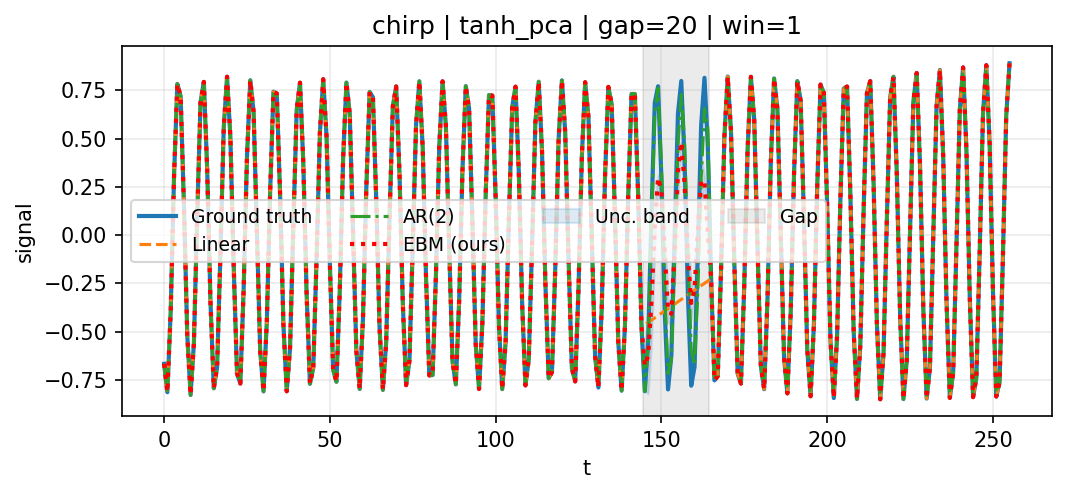 chirp | tanh_pca | gap=20 | win=1
0.75
0.50
0.25
0.00
−0.25
−0.50
−0.75
signal
Ground truth AR(2) Unc. band Gap
Linear EBM (ours)
0 50 100 150 200 250
t